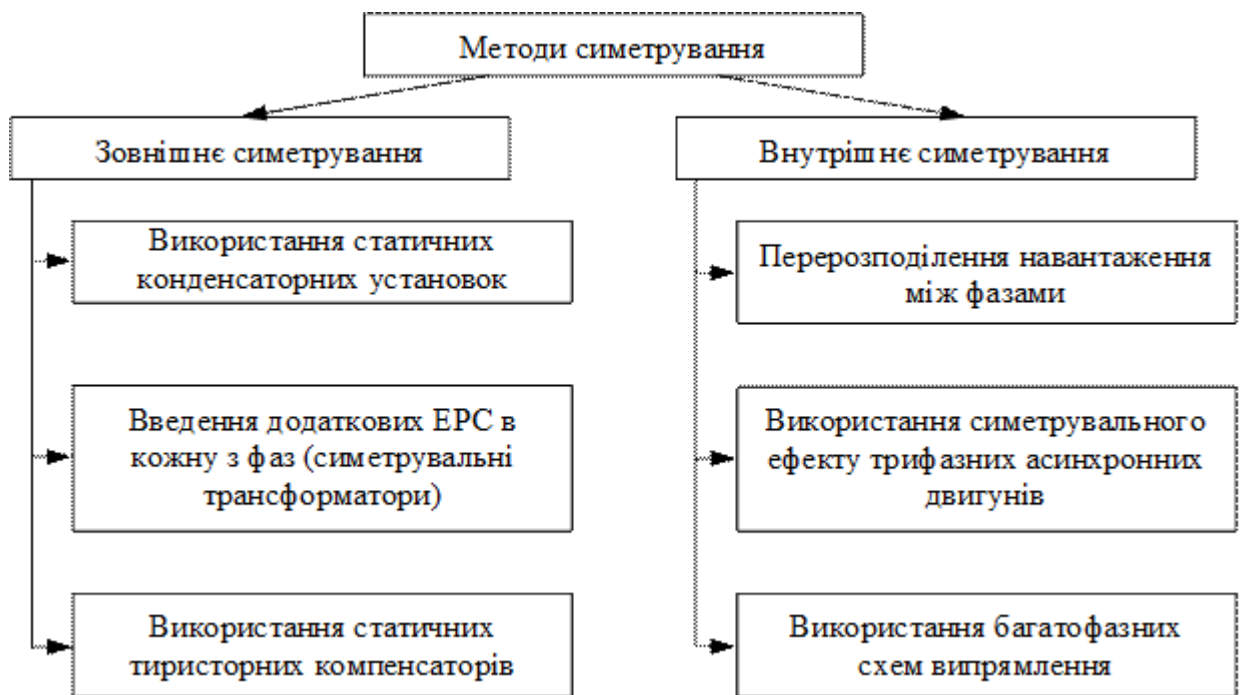 Методи симетрування
Зовнішнє симетрування
Використання статичних
конденсаторних установок
Введення додаткових ЕРС в
кожну з фаз (симетрувальні
трансформатори)
Використання статичних
тиристорних компенсаторів
Внутрішнє симетрування
Перерозподілення навантаження
між фазами
Використання симетрувального
ефекту трифазних асинхронних
двигунів
Використання багатофазних
схем випрямлення